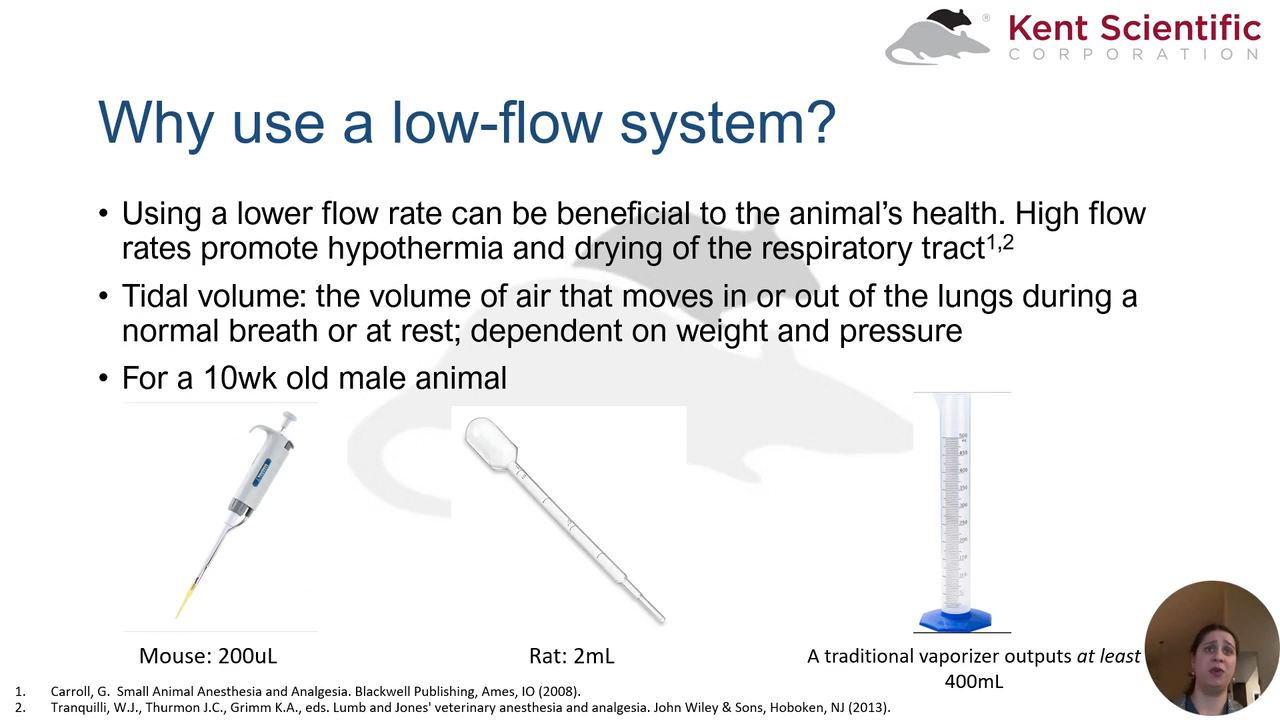 ® Kent Scientific
CORPORATION
Why use a low-flow system?
• Using a lower flow rate can be beneficial to the animal’s health. High flow
rates promote hypothermia and drying of the respiratory tract1,2
• Tidal volume: the volume of air that moves in or out of the lungs during a
normal breath or at rest; dependent on weight and pressure
• For a 10wk old male animal
Mouse: 200uL
Rat: 2mL
A traditional vaporizer outputs at least
400mL
1. Carroll, G. Small Animal Anesthesia and Analgesia. Blackwell Publishing, Ames, IO (2008).
2. Tranquilli, W.J., Thurmon J.C., Grimm K.A., eds. Lumb and Jones' veterinary anesthesia and analgesia. John Wiley & Sons, Hoboken, NJ (2013).